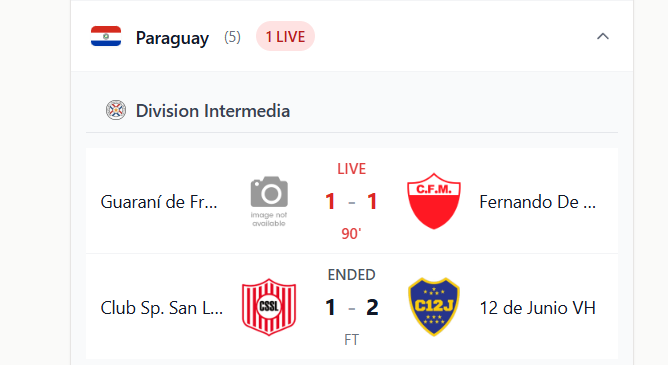 Paraguay (5) 1 LIVE
Division Intermedia
LIVE
Guaraní de Fr... image not available 1 - 1 C.F.M. Fernando De ...
90'
ENDED
Club Sp. San L... CSSL 1 - 2 C12J 12 de Junio VH
FT